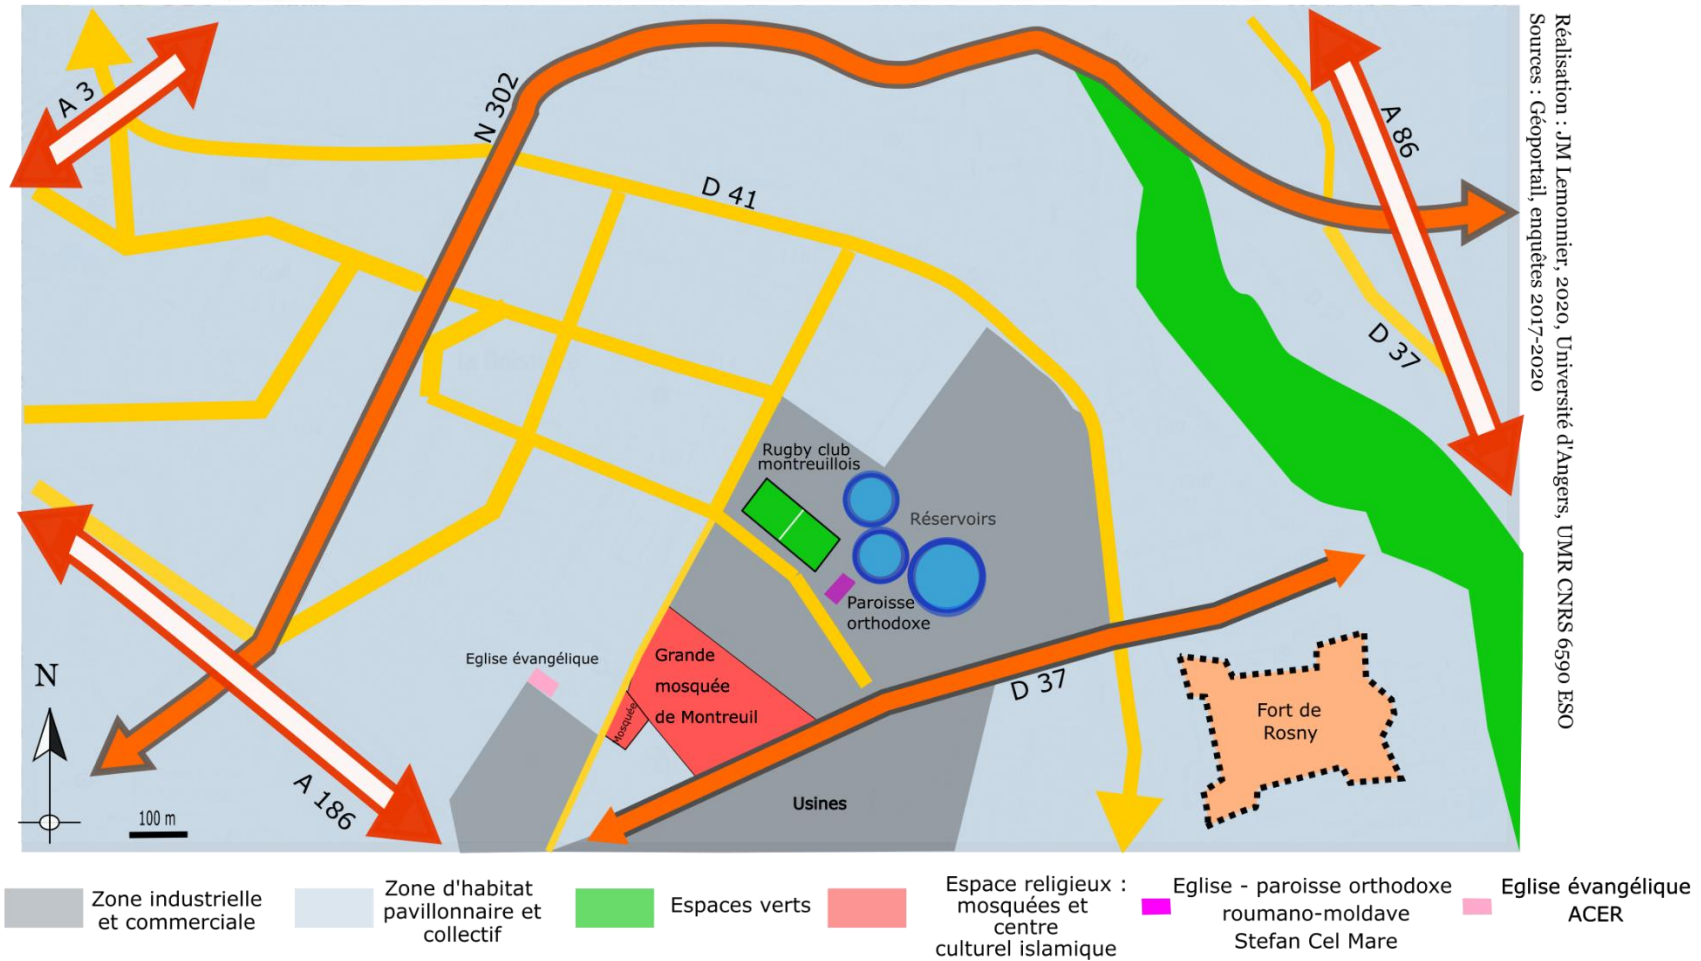 A 3
N 302
D 41
A 86
D 37
Réalisation : JM Lemonnier, 2020, Université d'Angers, UMR CNRS 6590 ESO
Sources : Géoportail, enquêtes 2017-2020
Rugby club
montreuillois
Réservoirs
Paroisse
orthodoxe
Eglise évangélique
Grande
mosquée
de Montreuil
Mosquée
D 37
Fort de
Rosny
Usines
N
A 186
100 m
Zone industrielle
et commerciale
Zone d'habitat
pavillonnaire et
collectif
Espaces verts
Espace religieux :
mosquées et
centre
culturel islamique
Eglise - paroisse orthodoxe
roumano-moldave
Stefan Cel Mare
Eglise évangélique
ACER